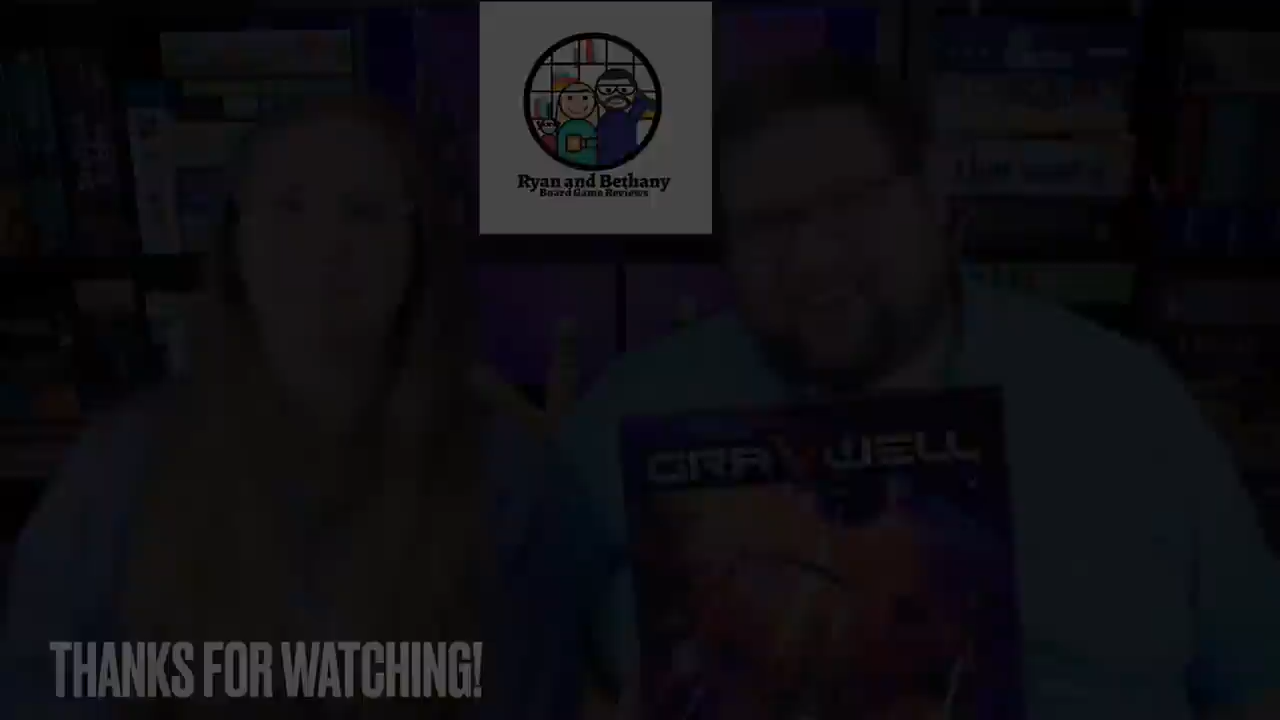 Ryan and Bethany
Board Game Reviews
GRAVWELL
THANKS FOR WATCHING!